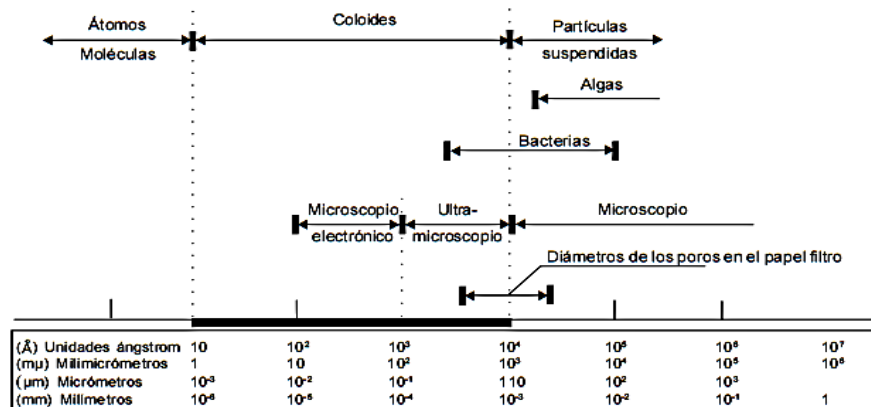 Átomos
Moléculas
Coloides
Partículas
suspendidas
Algas
Bacterias
Microscopio
electrónico
Ultra-
microscopio
Microscopio
Diámetros de los poros en el papel filtro
(Å) Unidades ángstrom 10 10² 10³ 10⁴ 10⁵ 10⁶ 10⁷
(mµ) Milimicrómetros 1 10 10² 10³ 10⁴ 10⁵ 10⁶
(µm) Micrómetros 10⁻³ 10⁻² 10⁻¹ 110 10² 10³
(mm) Milímetros 10⁻⁶ 10⁻⁵ 10⁻⁴ 10⁻³ 10⁻² 10⁻¹ 1